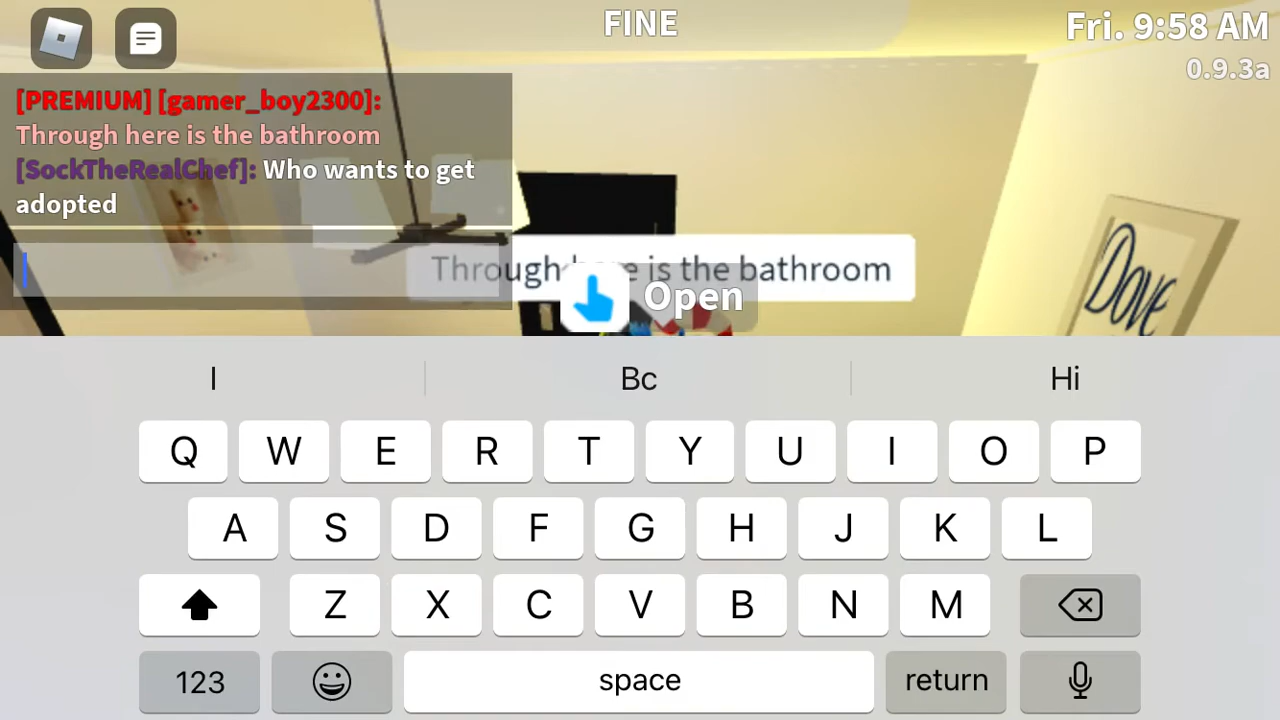 FINE
Fri. 9:58 AM
0.9.3a
[PREMIUM] [gamer_boy2300]:
Through here is the bathroom
[SockTheRealChef]: Who wants to get
adopted
Through here is the bathroom
Open
Dove
I Bc Hi
Q W E R T Y U I O P
A S D F G H J K L
Z X C V B N M
123 space return